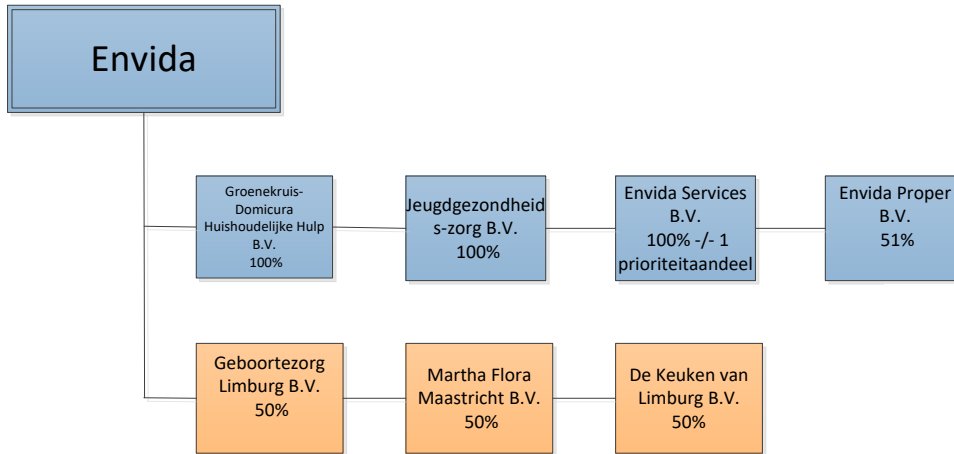 Envida
Groenekruis-
Domicura
Huishoudelijke Hulp
B.V.
100%
Jeugdgezondheid
s-zorg B.V.
100%
Envida Services
B.V.
100% -/- 1
prioriteitaandeel
Envida Proper
B.V.
51%
Geboortezorg
Limburg B.V.
50%
Martha Flora
Maastricht B.V.
50%
De Keuken van
Limburg B.V.
50%